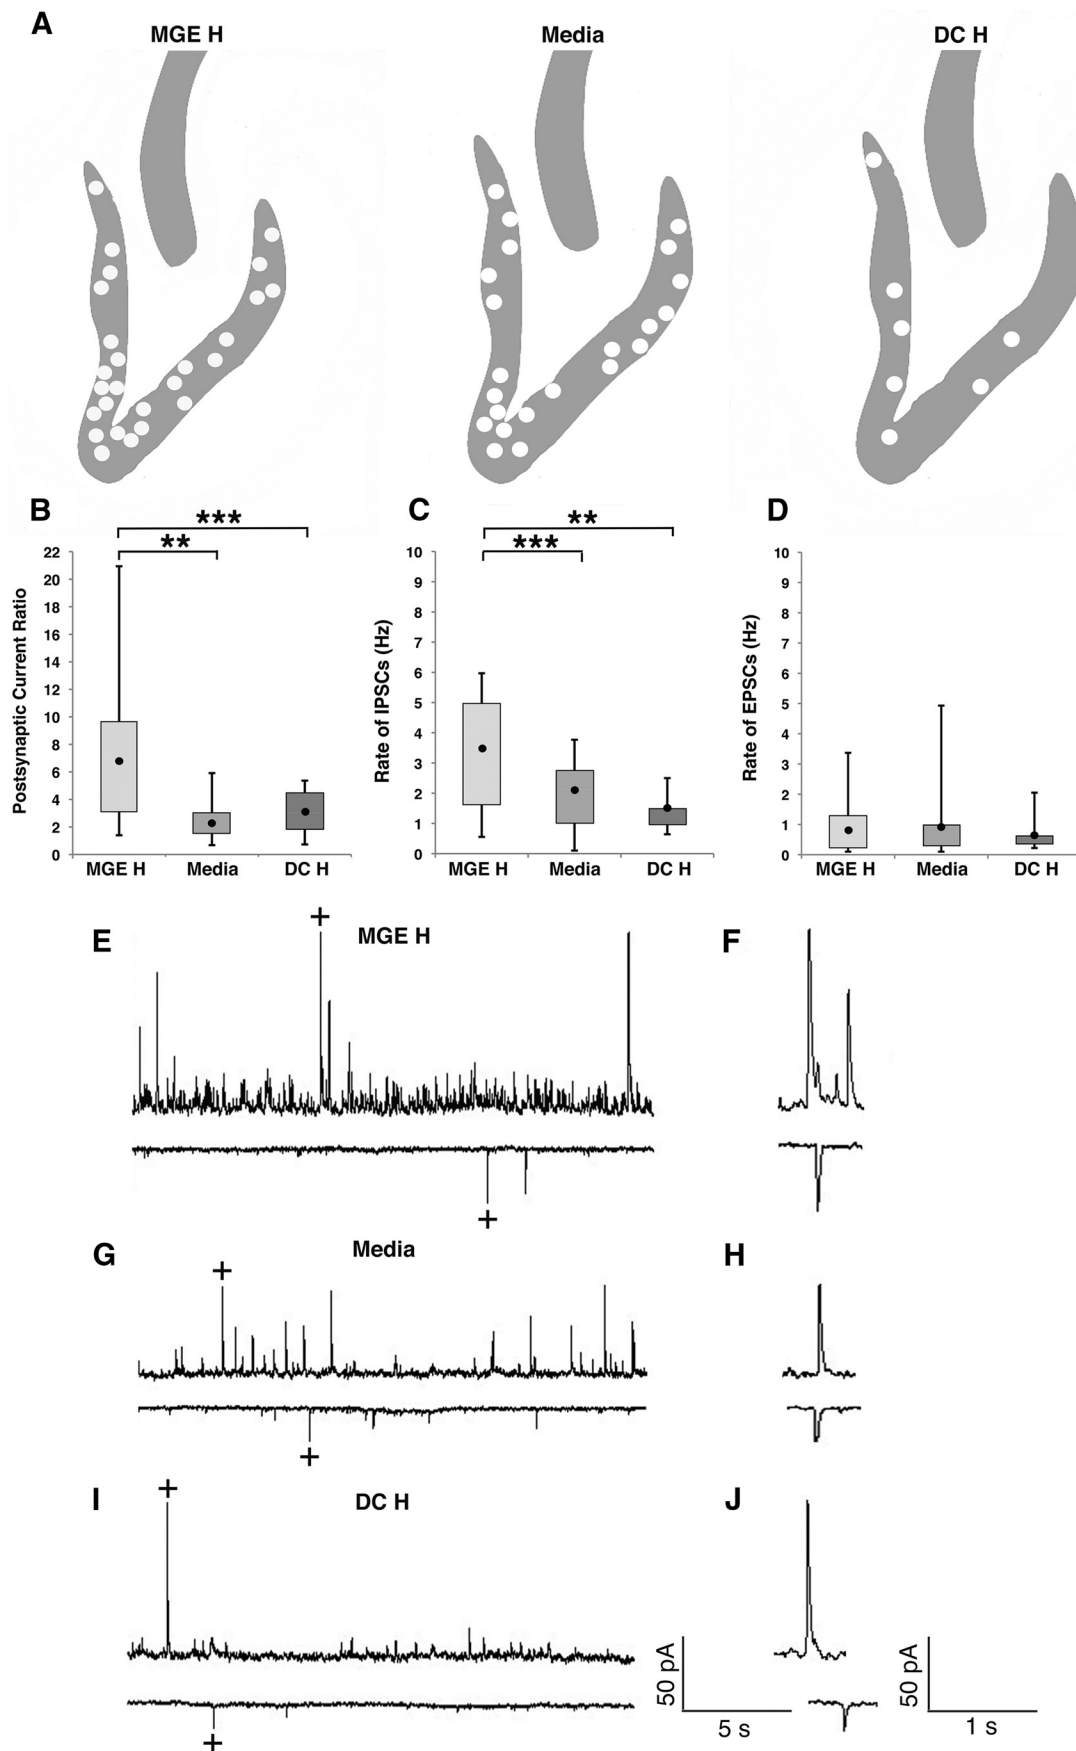 A
MGE H
Media
DC H
B
***
**
Postsynaptic Current Ratio
22
20
18
16
14
12
10
8
6
4
2
0
MGE H
Media
DC H
C
**
***
Rate of IPSCs (Hz)
10
9
8
7
6
5
4
3
2
1
0
MGE H
Media
DC H
D
Rate of EPSCs (Hz)
10
9
8
7
6
5
4
3
2
1
0
MGE H
Media
DC H
E
+
MGE H
+
F
G
+
Media
+
H
I
+
DC H
+
J
50 pA
5 s
50 pA
1 s